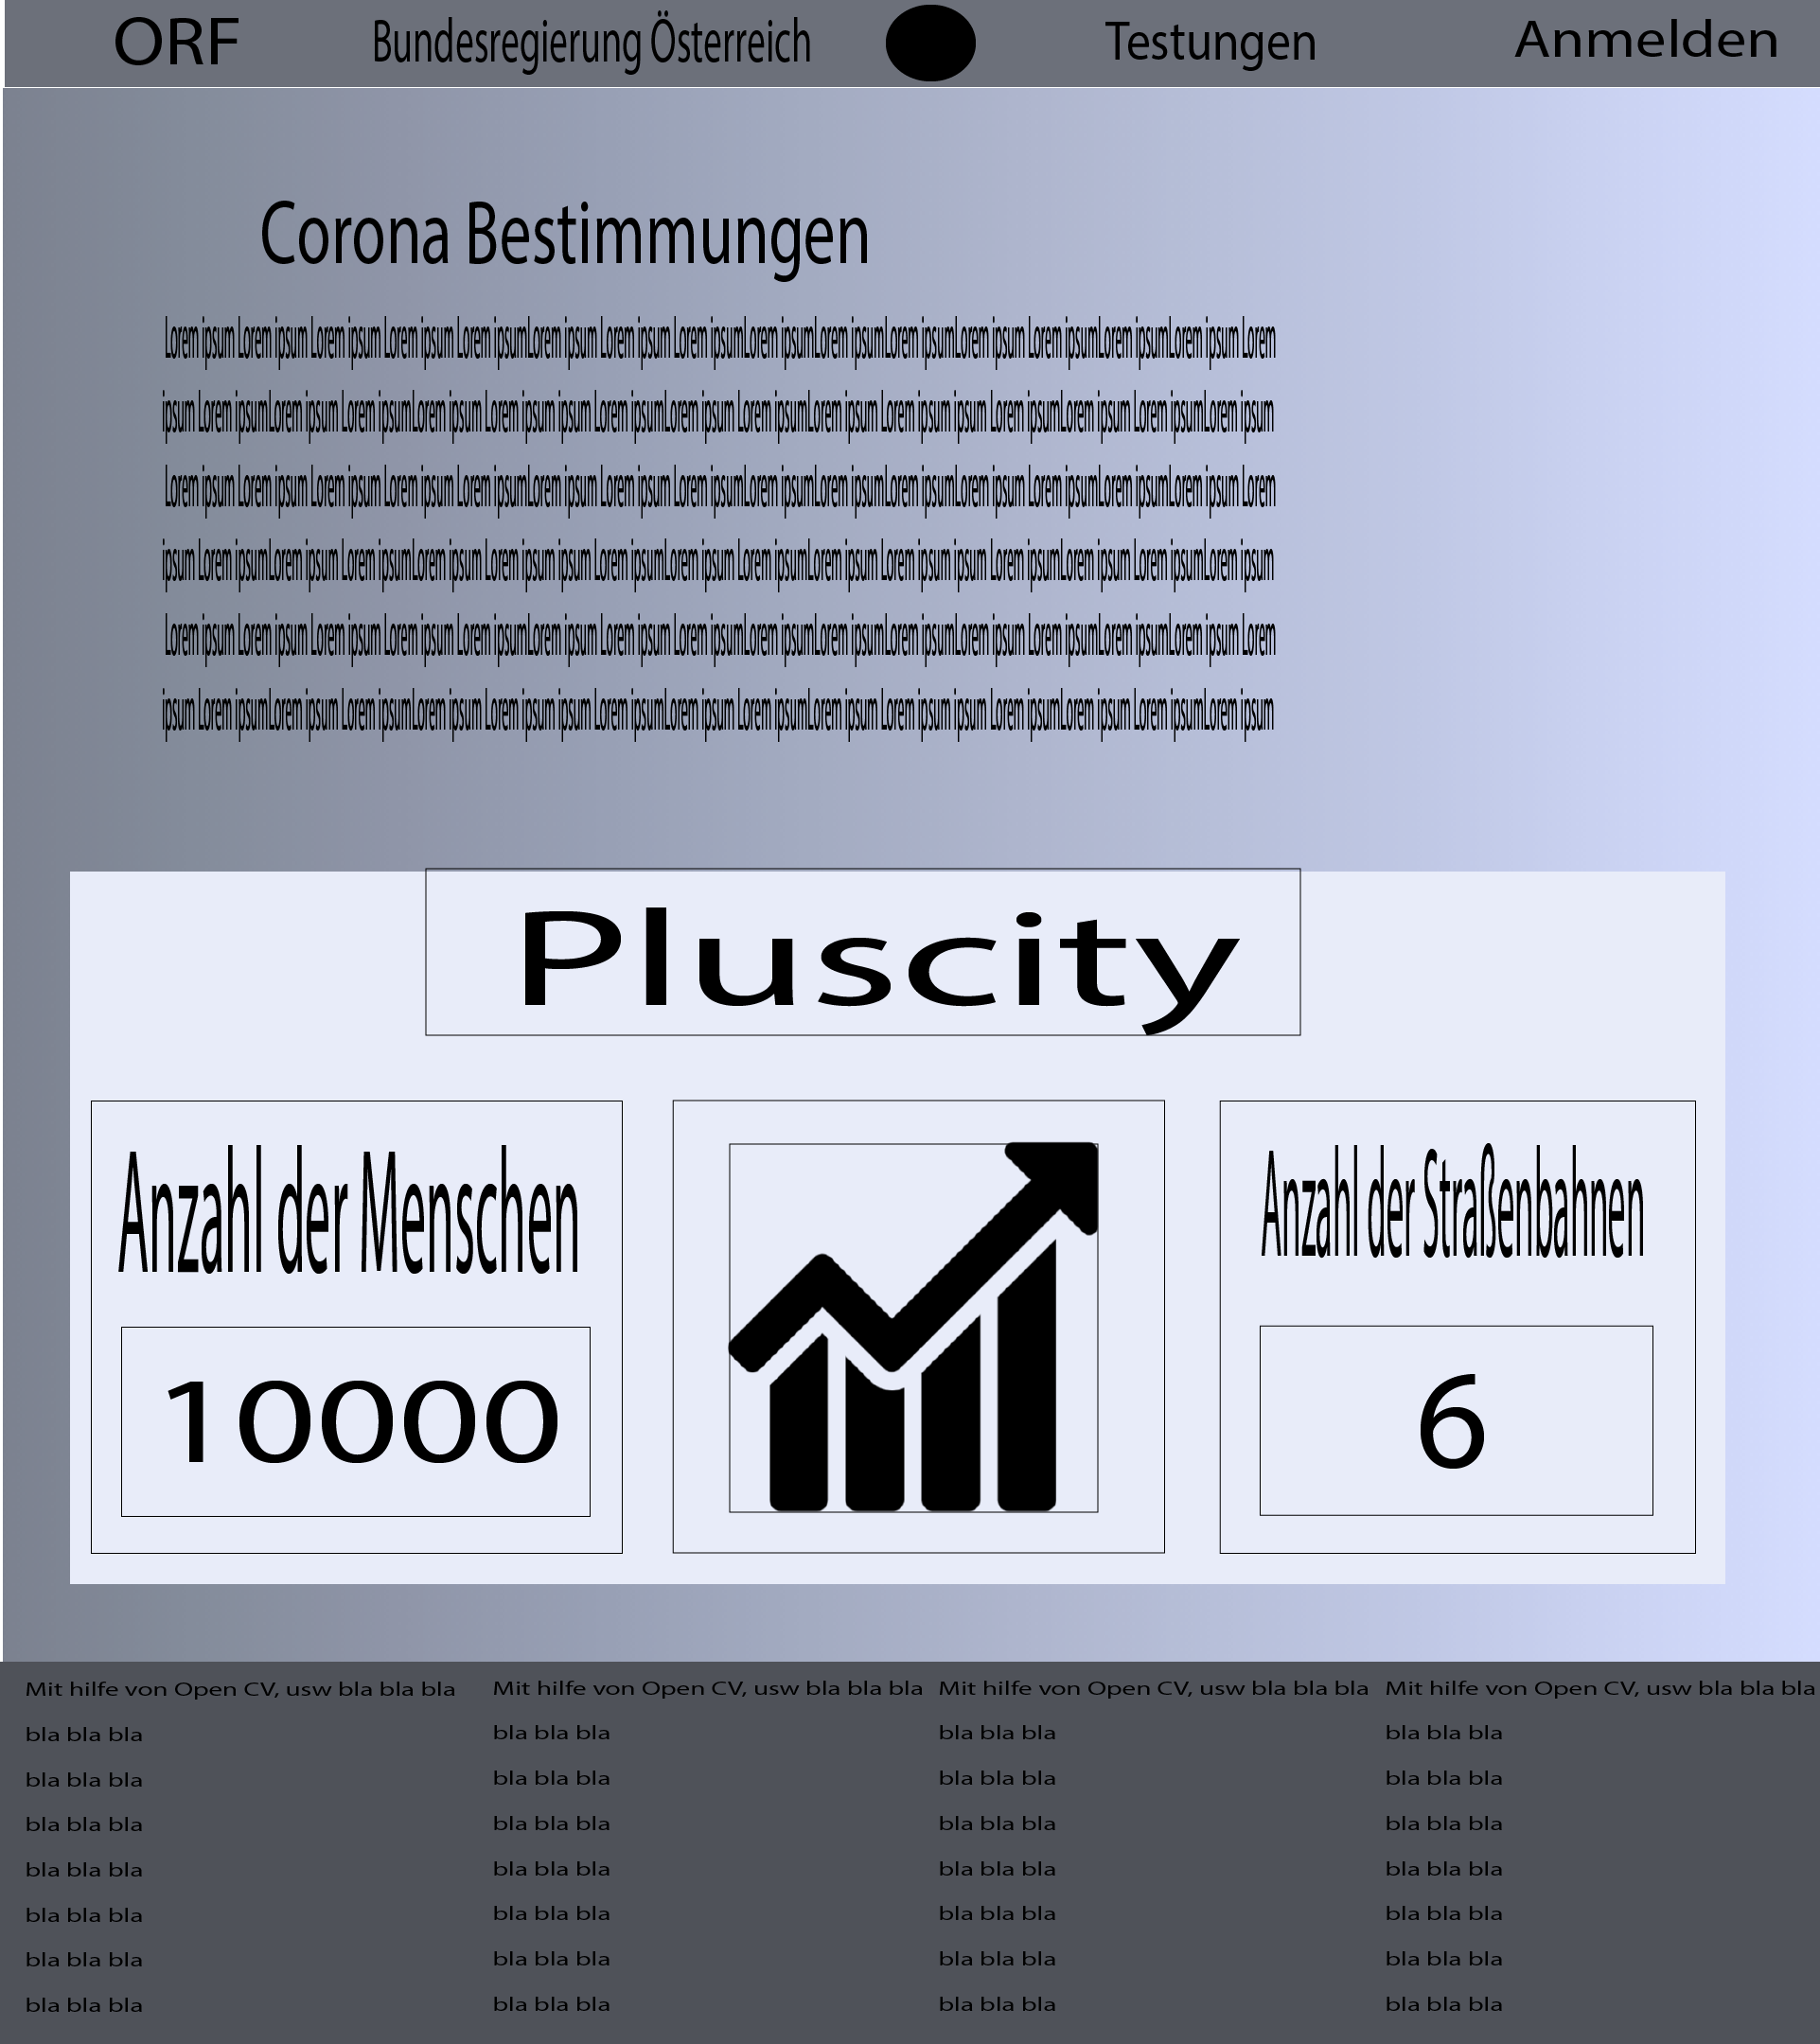 ORF
Bundesregierung Österreich
Testungen
Anmelden
Corona Bestimmungen
Lorem ipsum Lorem ipsum Lorem ipsum Lorem ipsum Lorem ipsumLorem ipsum Lorem ipsum Lorem ipsumLorem ipsumLorem ipsumLorem ipsumLorem ipsum Lorem ipsumLorem ipsumLorem ipsum Lorem
ipsum Lorem ipsumLorem ipsum Lorem ipsumLorem ipsum Lorem ipsum ipsum Lorem ipsumLorem ipsum Lorem ipsumLorem ipsum Lorem ipsum ipsum Lorem ipsumLorem ipsum Lorem ipsumLorem ipsum
Lorem ipsum Lorem ipsum Lorem ipsum Lorem ipsum Lorem ipsumLorem ipsum Lorem ipsum Lorem ipsumLorem ipsumLorem ipsumLorem ipsumLorem ipsum Lorem ipsumLorem ipsumLorem ipsum Lorem
ipsum Lorem ipsumLorem ipsum Lorem ipsumLorem ipsum Lorem ipsum ipsum Lorem ipsumLorem ipsum Lorem ipsumLorem ipsum Lorem ipsum ipsum Lorem ipsumLorem ipsum Lorem ipsumLorem ipsum
Lorem ipsum Lorem ipsum Lorem ipsum Lorem ipsum Lorem ipsumLorem ipsum Lorem ipsum Lorem ipsumLorem ipsumLorem ipsumLorem ipsumLorem ipsum Lorem ipsumLorem ipsumLorem ipsum Lorem
ipsum Lorem ipsumLorem ipsum Lorem ipsumLorem ipsum Lorem ipsum ipsum Lorem ipsumLorem ipsum Lorem ipsumLorem ipsum Lorem ipsum ipsum Lorem ipsumLorem ipsum Lorem ipsumLorem ipsum
Pluscity
Anzahl der Menschen
10000
Anzahl der Straßenbahnen
6
Mit hilfe von Open CV, usw bla bla bla
bla bla bla
bla bla bla
bla bla bla
bla bla bla
bla bla bla
bla bla bla
bla bla bla
Mit hilfe von Open CV, usw bla bla bla
bla bla bla
bla bla bla
bla bla bla
bla bla bla
bla bla bla
bla bla bla
bla bla bla
Mit hilfe von Open CV, usw bla bla bla
bla bla bla
bla bla bla
bla bla bla
bla bla bla
bla bla bla
bla bla bla
bla bla bla
Mit hilfe von Open CV, usw bla bla bla
bla bla bla
bla bla bla
bla bla bla
bla bla bla
bla bla bla
bla bla bla
bla bla bla